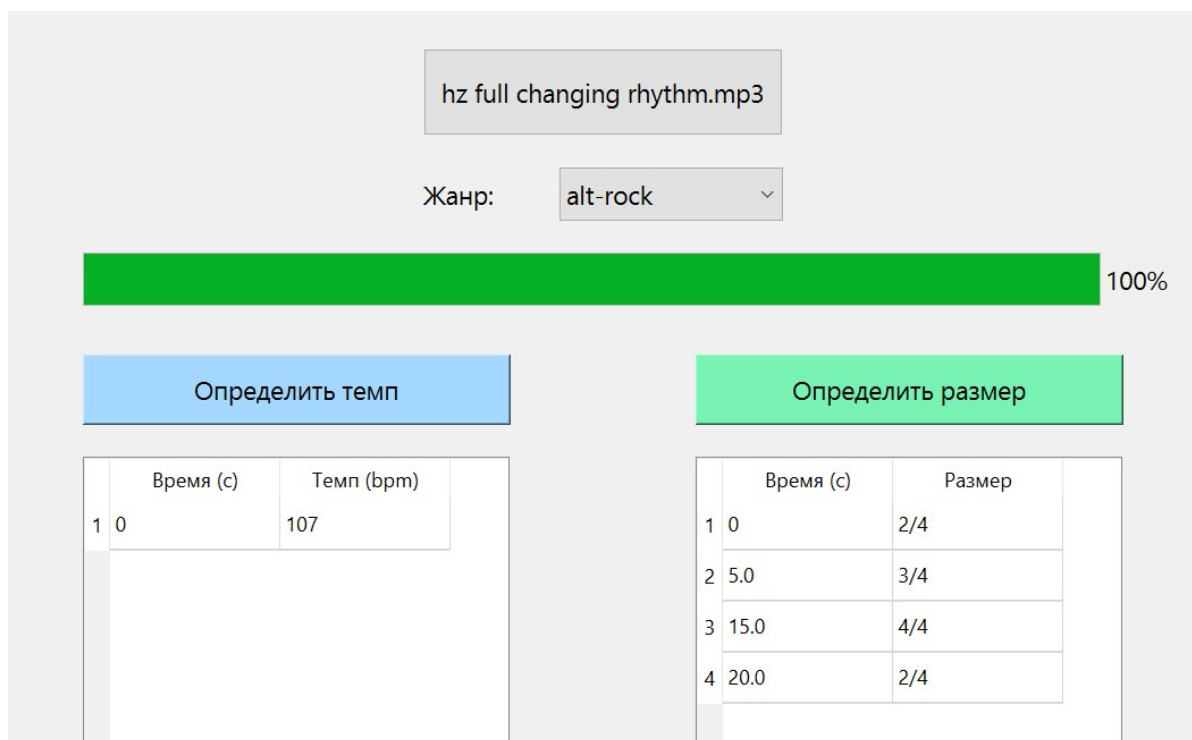 hz full changing rhythm.mp3
Жанр: alt-rock
100%
Определить темп
Определить размер
Время (с) Темп (bpm)
1 0 107
Время (с) Размер
1 0 2/4
2 5.0 3/4
3 15.0 4/4
4 20.0 2/4